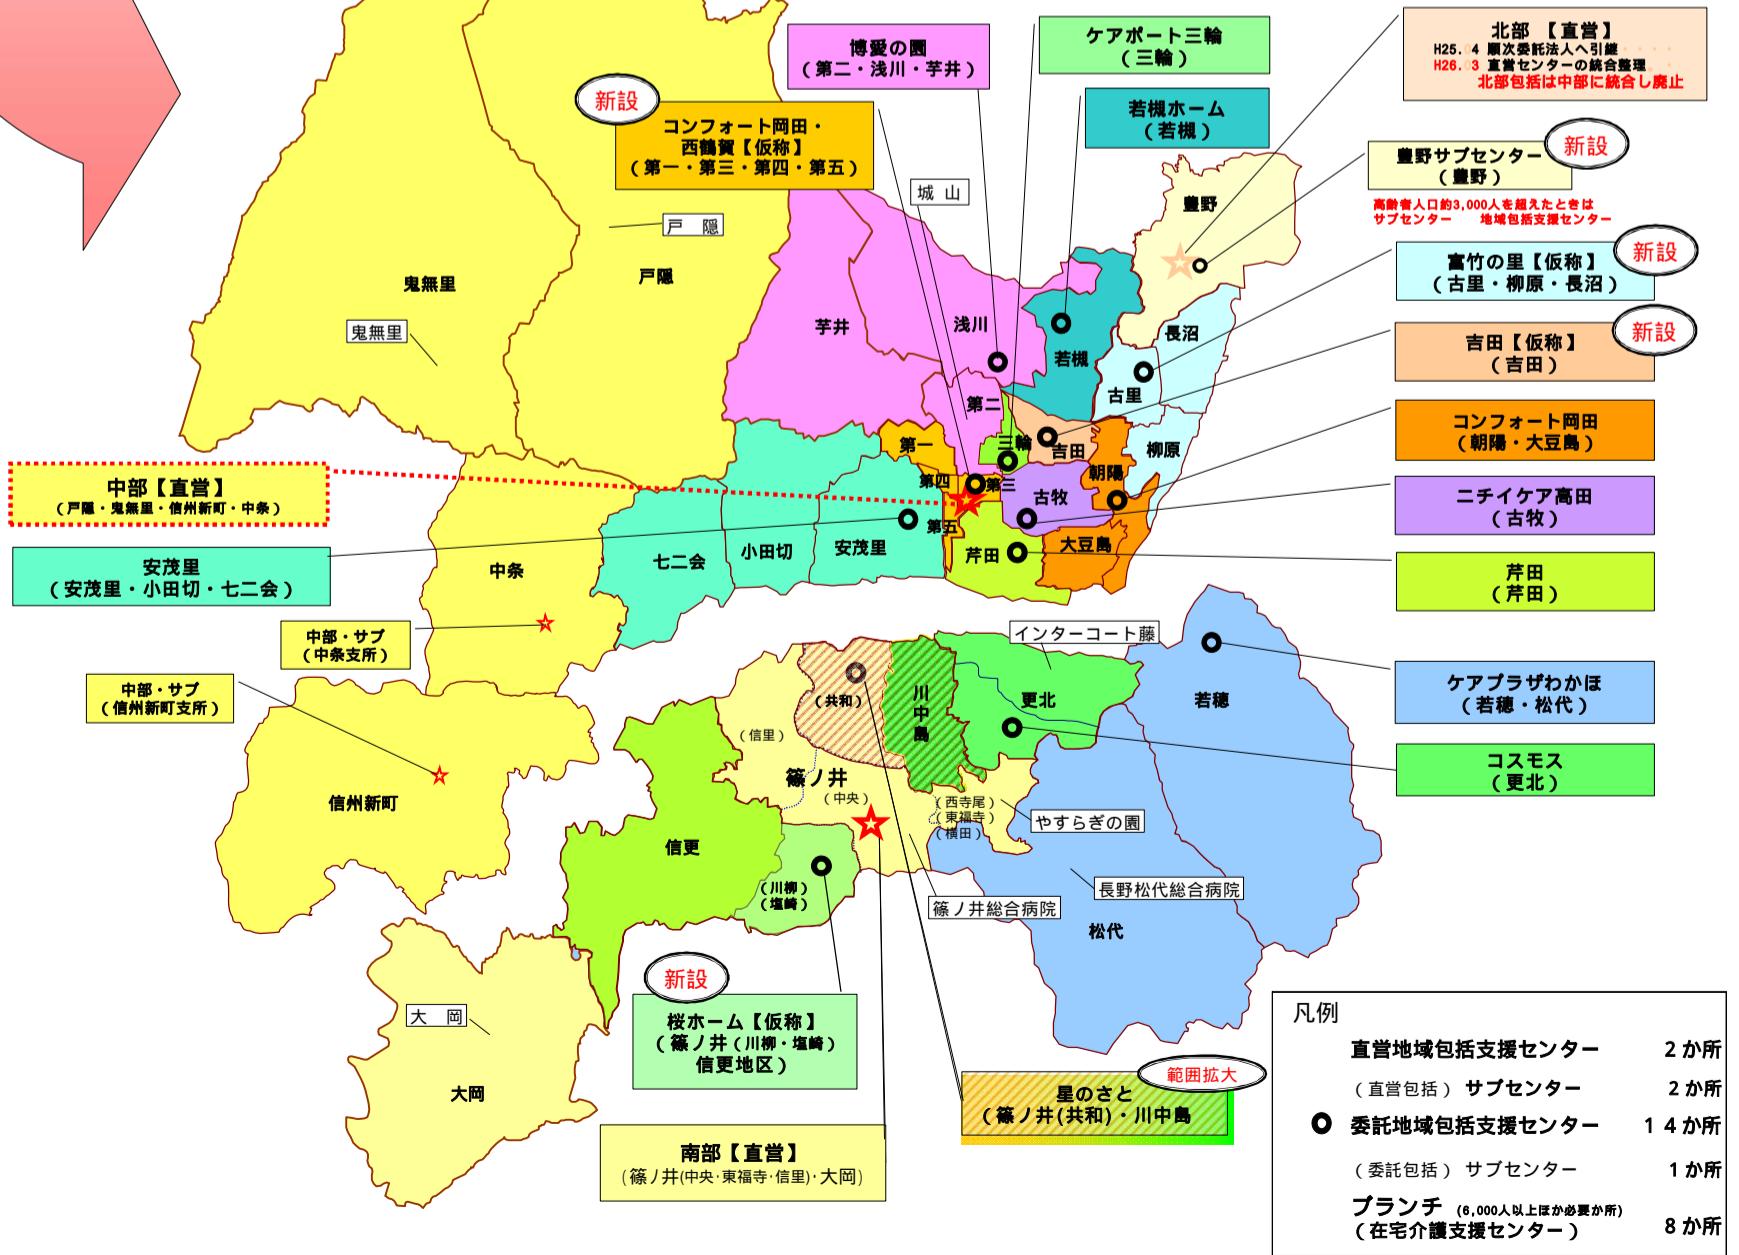 博愛の園
（第二・浅川・芋井）
ケアポート三輪
（三輪）
北部 【直営】
H25. 4 順次委託法人へ引継
H26. 3 直営センターの統合整理
北部包括は中部に統合し廃止
新設
コンフォート岡田・
西鶴賀【仮称】
（第一・第三・第四・第五）
若槻ホーム
（若槻）
豊野サブセンター
（豊野）
新設
高齢者人口約3,000人を超えたときは
サブセンター　　地域包括支援センター
城 山
戸 隠
豊野
富竹の里【仮称】
（古里・柳原・長沼）
新設
鬼無里
戸隠
鬼無里
芋井
浅川
若槻
長沼
古里
吉田【仮称】
（吉田）
新設
第二
コンフォート岡田
（朝陽・大豆島）
第一
三輪
吉田
柳原
朝陽
第四
第三
古牧
中部【直営】
（戸隠・鬼無里・信州新町・中条）
ニチイケア高田
（古牧）
第五
安茂里
（安茂里・小田切・七二会）
中条
七二会
小田切
安茂里
芹田
大豆島
芹田
（芹田）
中部・サブ
（中条支所）
インターコート藤
中部・サブ
（信州新町支所）
（共和）
川中島
更北
若穂
ケアプラザわかほ
（若穂・松代）
（信里）
篠ノ井
（中央）
コスモス
（更北）
信州新町
（西寺尾）
（東福寺）
（横田）
やすらぎの園
信更
（川柳）
（塩崎）
長野松代総合病院
篠ノ井総合病院
松代
新設
桜ホーム【仮称】
（篠ノ井（川柳・塩崎）
信更地区）
大 岡
大岡
範囲拡大
星のさと
（篠ノ井(共和)・川中島
南部【直営】
（篠ノ井(中央・東福寺・信里)・大岡）
凡例
直営地域包括支援センター　２か所
（直営包括）サブセンター　２か所
委託地域包括支援センター　１４か所
（委託包括）サブセンター　１か所
ブランチ （6,000人以上ほか必要か所）
（在宅介護支援センター）　８か所